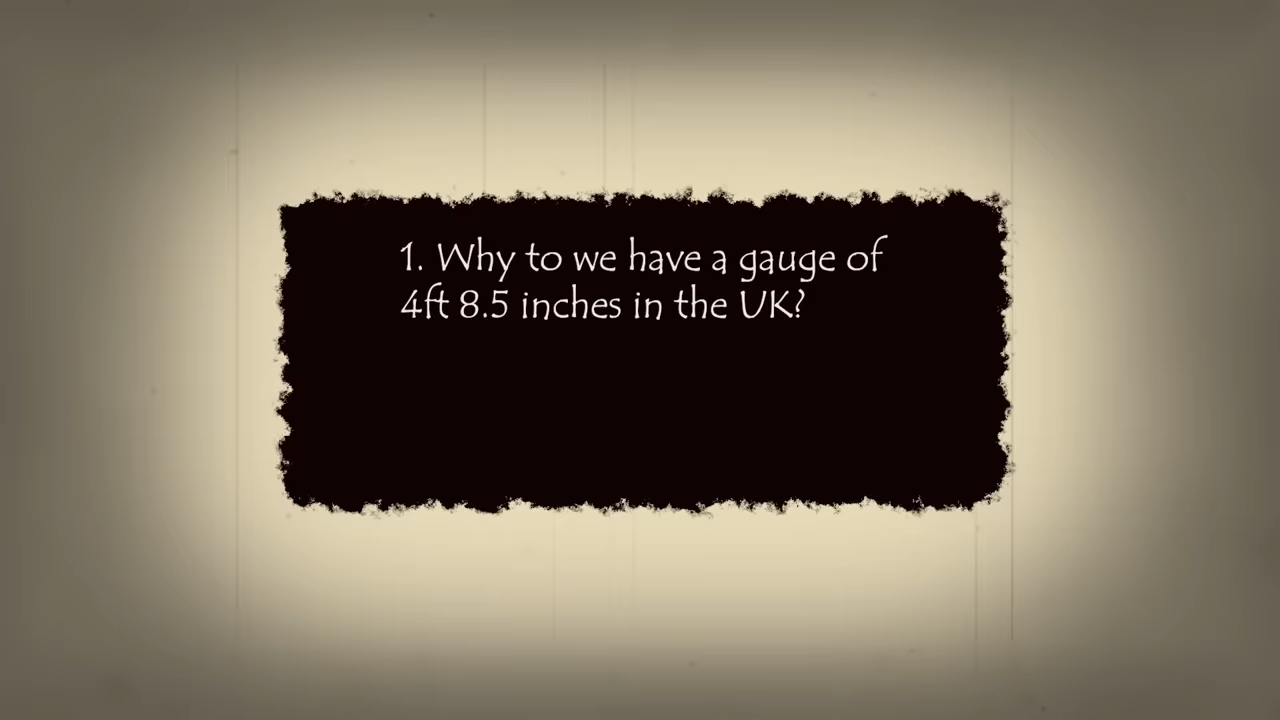 1. Why to we have a gauge of
4ft 8.5 inches in the UK?